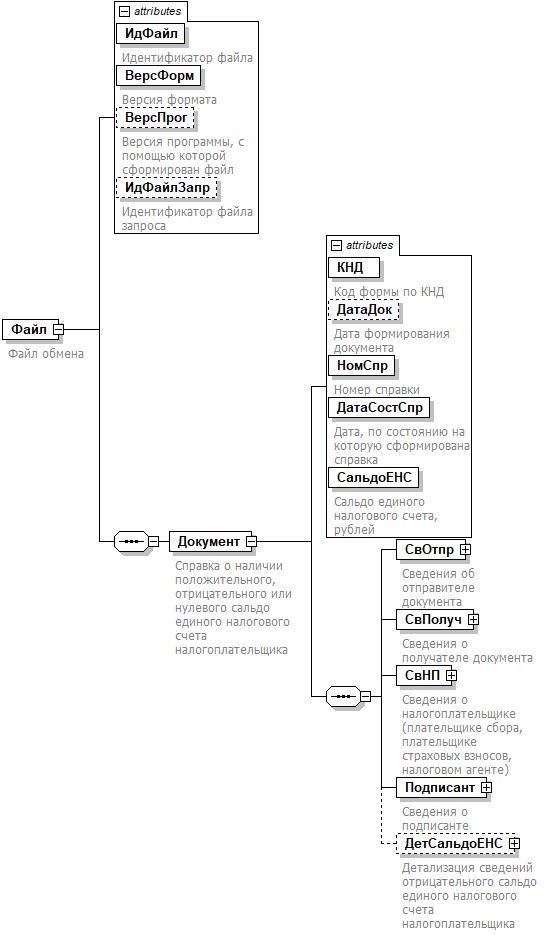 attributes
ИдФайл
Идентификатор файла
ВерсФорм
Версия формата
ВерсПрог
Версия программы, с
помощью которой
сформирован файл
ИдФайлЗапр
Идентификатор файла
запроса
Файл
Файл обмена
Документ
Справка о наличии
положительного,
отрицательного или
нулевого сальдо
единого налогового
счета
налогоплательщика
attributes
КНД
Код формы по КНД
ДатаДок
Дата формирования
документа
НомСпр
Номер справки
ДатаСостСпр
Дата, по состоянию на
которую сформирована
справка
СальдоЕНС
Сальдо единого
налогового счета,
рублей
СвОтпр
Сведения об
отправителе
документа
СвПолуч
Сведения о
получателе документа
СвНП
Сведения о
налогоплательщике
(плательщике сбора,
плательщике
страховых взносов,
налоговом агенте)
Подписант
Сведения о
подписанте
ДетСальдоЕНС
Детализация сведений
отрицательного сальдо
единого налогового
счета
налогоплательщика